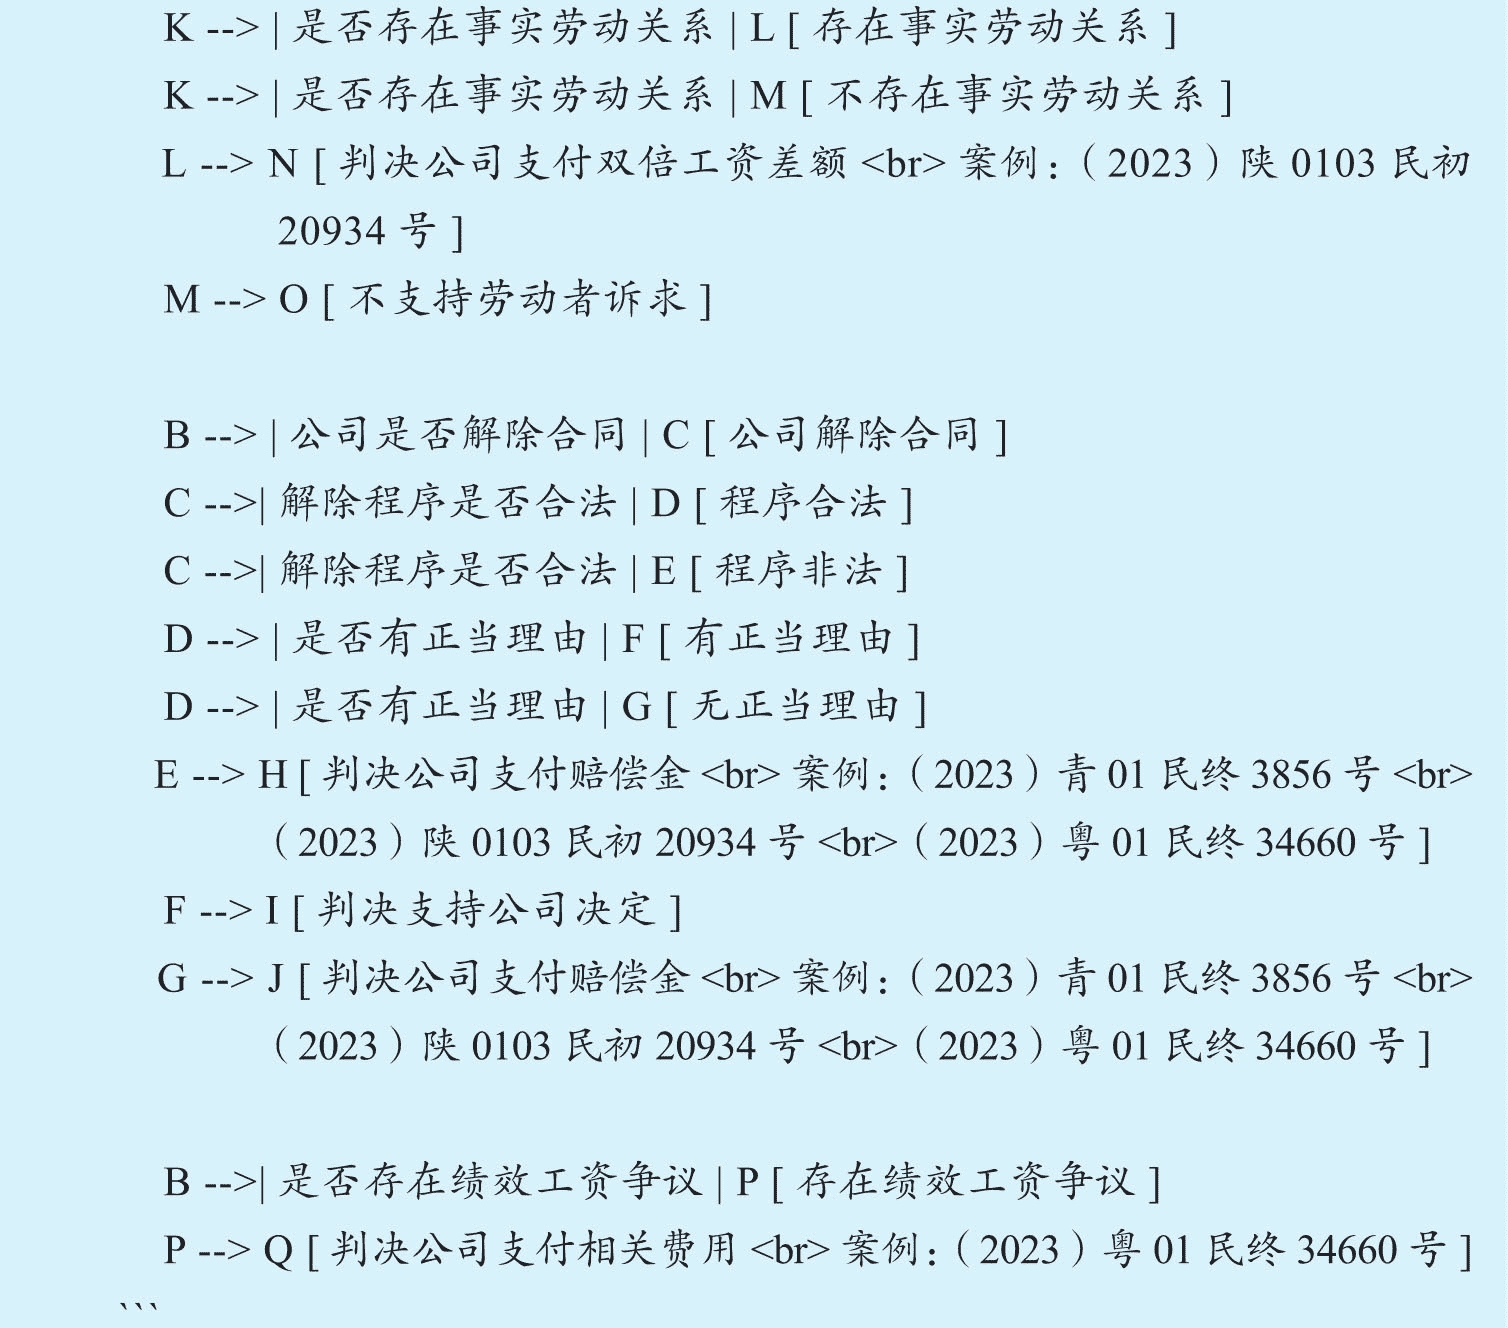 K --> | 是否存在事实劳动关系 | L [ 存在事实劳动关系 ]
K --> | 是否存在事实劳动关系 | M [ 不存在事实劳动关系 ]
L --> N [ 判决公司支付双倍工资差额 <br> 案例：（2023）陕 0103 民初
20934 号 ]
M --> O [ 不支持劳动者诉求 ]
B --> | 公司是否解除合同 | C [ 公司解除合同 ]
C -->| 解除程序是否合法 | D [ 程序合法 ]
C -->| 解除程序是否合法 | E [ 程序非法 ]
D --> | 是否有正当理由 | F [ 有正当理由 ]
D --> | 是否有正当理由 | G [ 无正当理由 ]
E --> H [ 判决公司支付赔偿金 <br> 案例：（2023）青 01 民终 3856 号 <br>
（2023）陕 0103 民初 20934 号 <br>（2023）粤 01 民终 34660 号 ]
F --> I [ 判决支持公司决定 ]
G --> J [ 判决公司支付赔偿金 <br> 案例：（2023）青 01 民终 3856 号 <br>
（2023）陕 0103 民初 20934 号 <br>（2023）粤 01 民终 34660 号 ]
B -->| 是否存在绩效工资争议 | P [ 存在绩效工资争议 ]
P --> Q [ 判决公司支付相关费用 <br> 案例：（2023）粤 01 民终 34660 号 ]
```